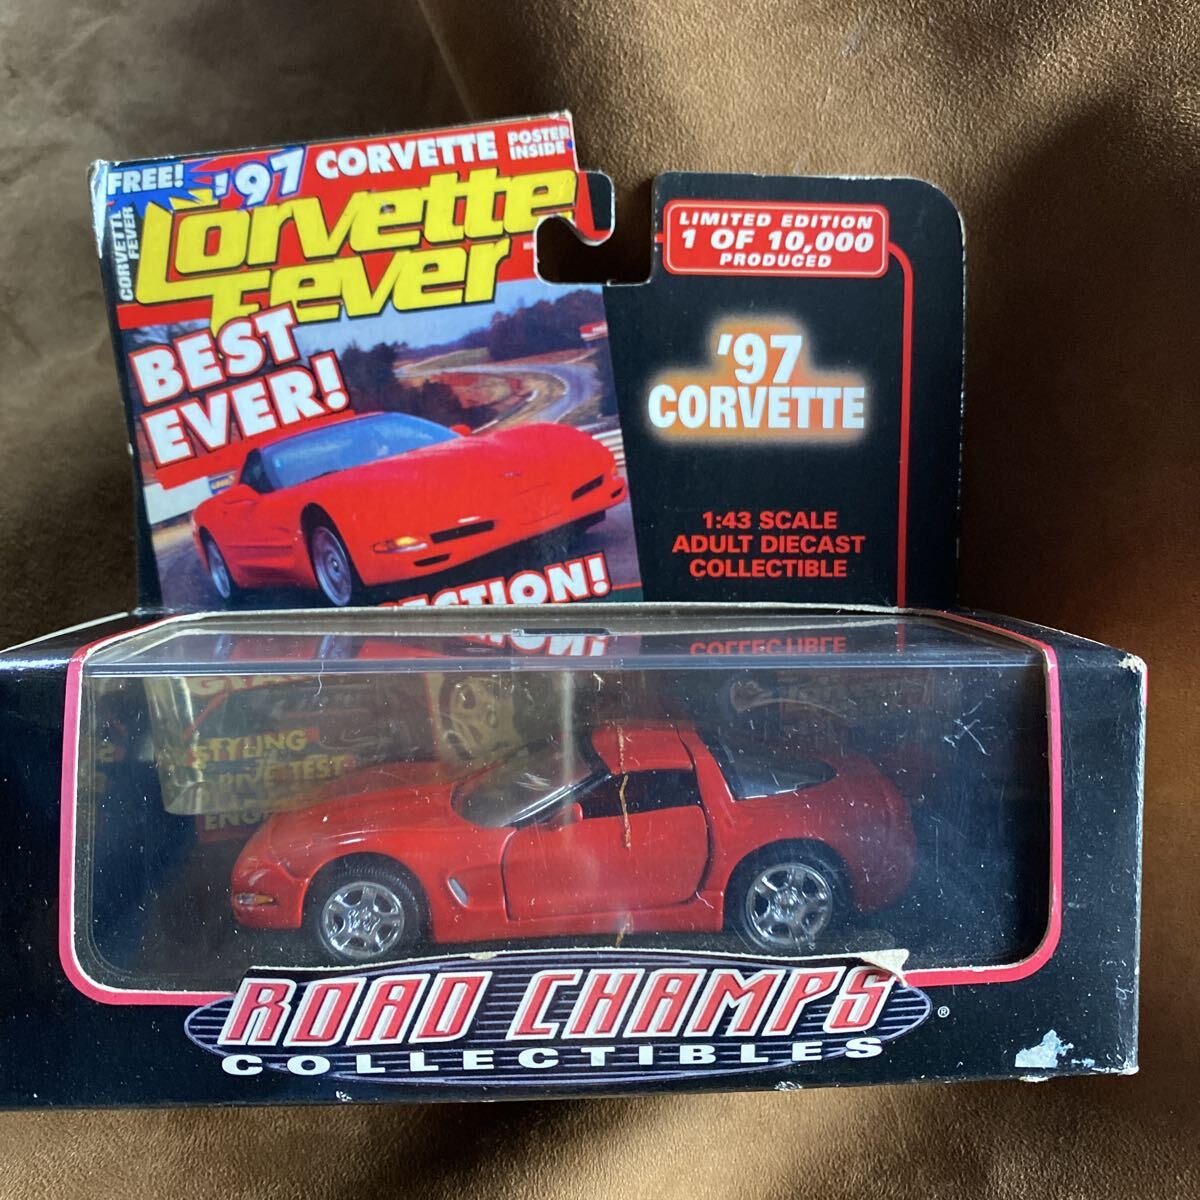 FREE! '97 CORVETTE POSTER INSIDE
CORVETTE FEVER
Corvette
Fever
BEST
EVER!
LIMITED EDITION
1 OF 10,000
PRODUCED
'97
CORVETTE
1:43 SCALE
ADULT DIECAST
COLLECTIBLE
STYLING
ROAD CHAMPS
COLLECTIBLES
®